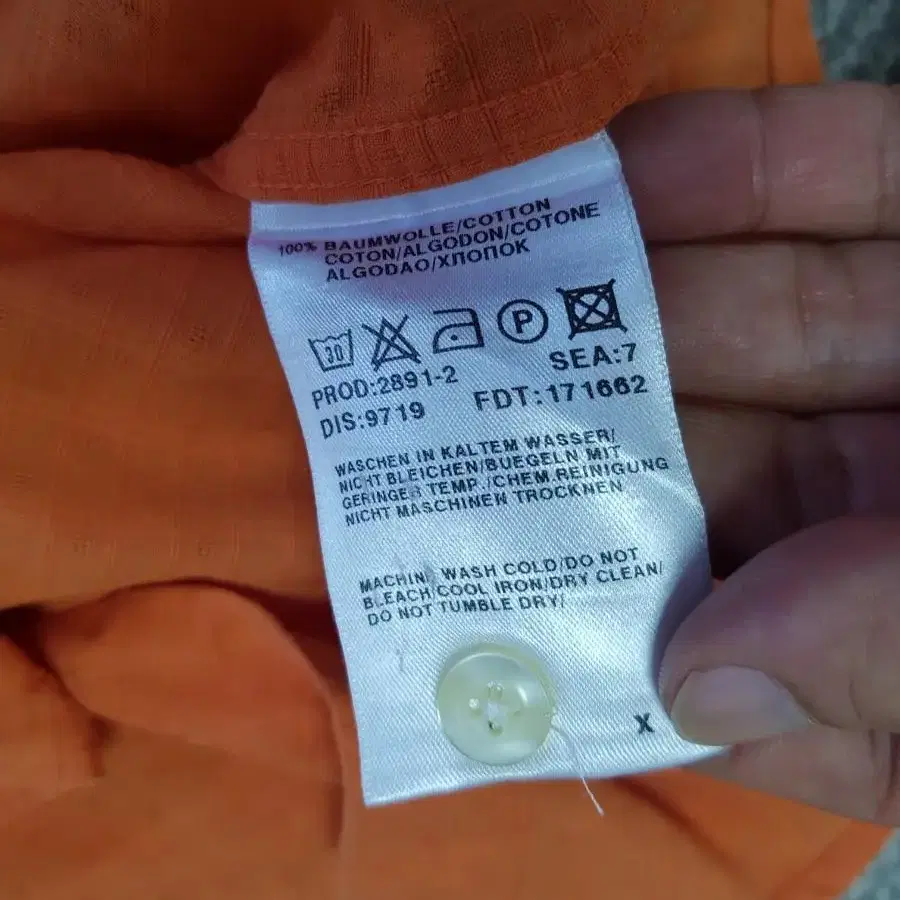 100% BAUMWOLLE/COTTON
COTON/ALGODON/COTONE
ALGODAO/ХЛОПОК
30 P
SEA:7
PROD:2891-2
DIS:9719 FDT:171662
WASCHEN IN KALTEM WASSER/
NICHT BLEICHEN/BUEGELN MIT
GERINGER TEMP./CHEM.REINIGUNG
NICHT MASCHINEN TROCKNEN
MACHINE WASH COLD/DO NOT
BLEACH/COOL IRON/DRY CLEAN/
DO NOT TUMBLE DRY/
X